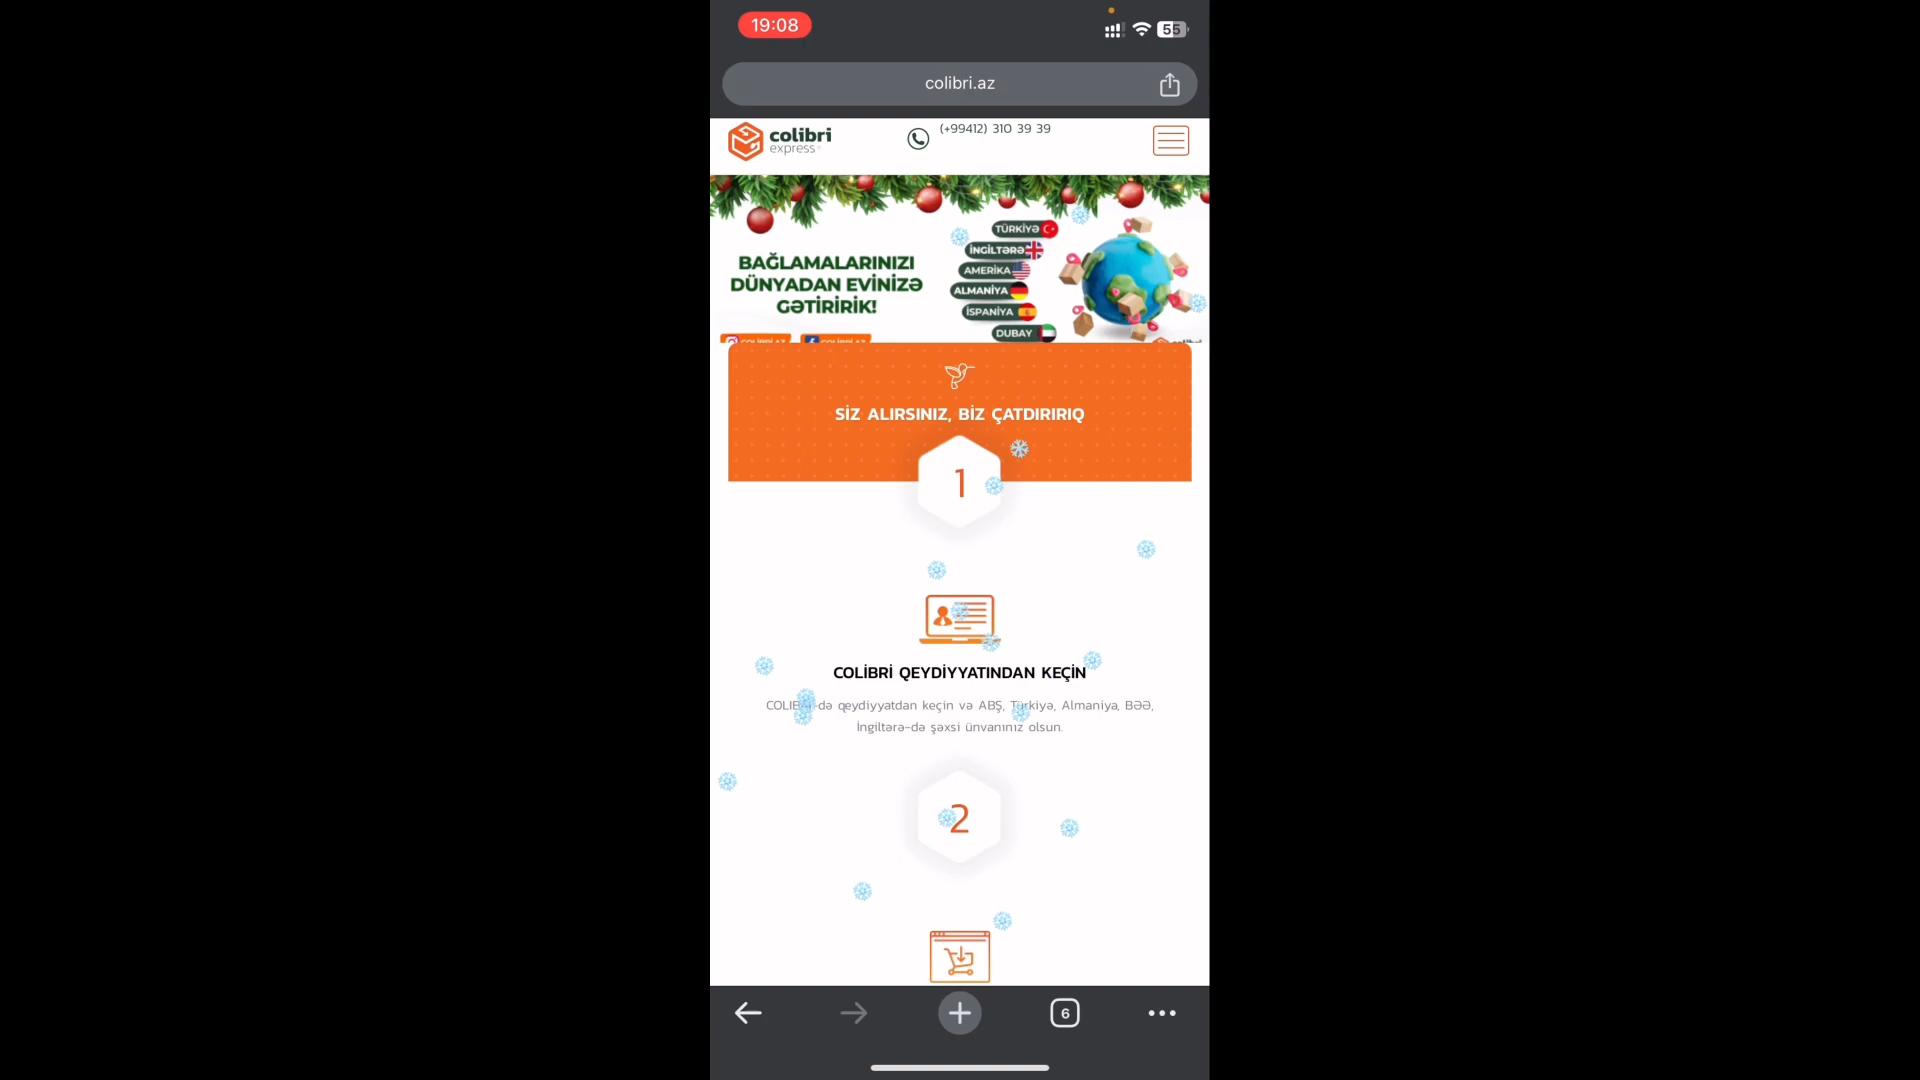 19:08
55
colibri.az
colibri
express
(+99412) 310 39 39
BAĞLAMALARINIZI
DÜNYADAN EVİNİZƏ
GƏTİRİRİK!
TÜRKİYƏ
İNGİLTƏRƏ
AMERİKA
ALMANİYA
İSPANİYA
DUBAY
SİZ ALIRSINIZ, BİZ ÇATDIRIRIQ
1
COLİBRİ QEYDİYYATINDAN KEÇİN
COLIBRI-də qeydiyyatdan keçin və ABŞ, Türkiyə, Almaniya, BƏƏ,
İngiltərə-də şəxsi ünvanınız olsun.
2
6